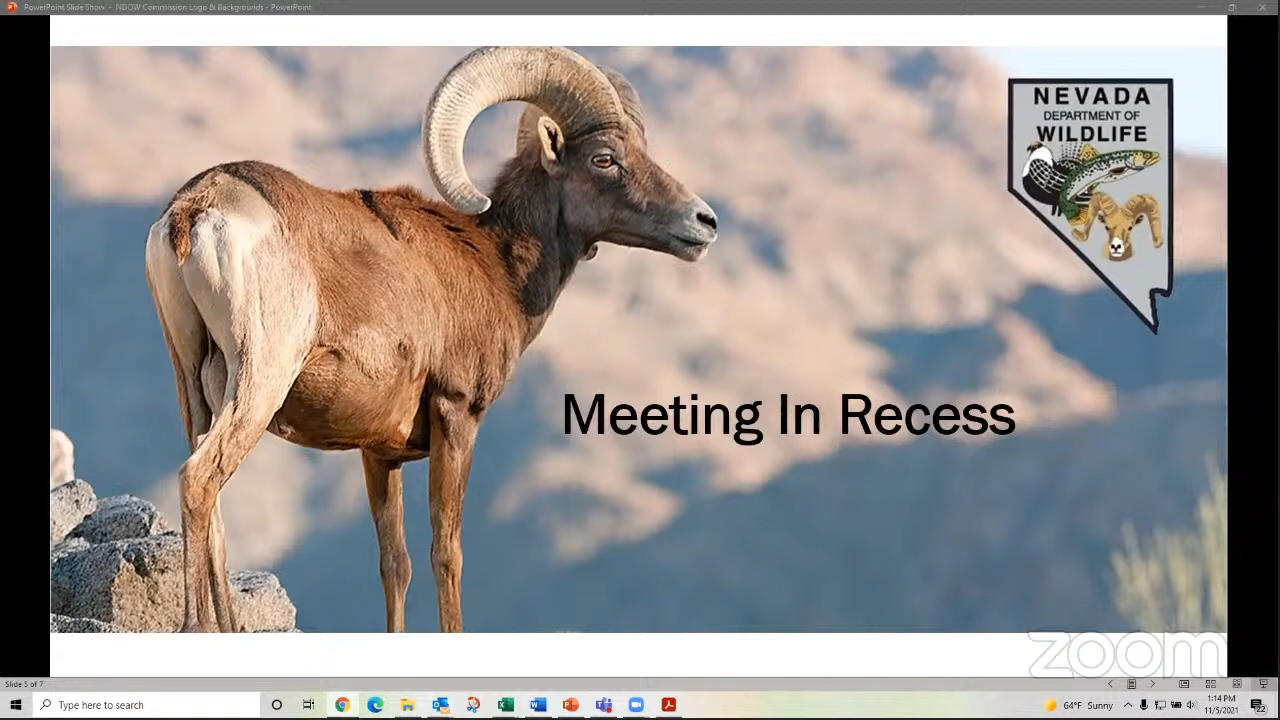 PowerPoint Slide Show - NDOW Commission Logo & Backgrounds - PowerPoint
NEVADA
DEPARTMENT OF
WILDLIFE
Meeting In Recess
zoom
Slide 5 of 7
Type here to search
64°F Sunny
1:14 PM
11/5/2021
22